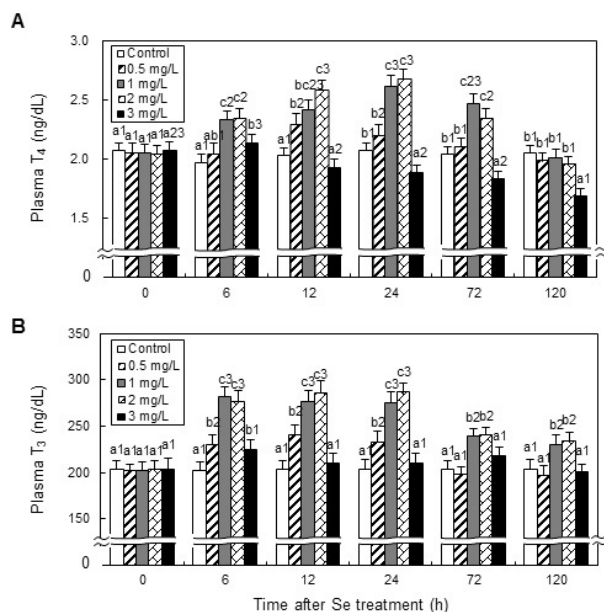 A
Plasma T4 (ng/dL)
3.0
2.5
2.0
1.5
0
Control
0.5 mg/L
1 mg/L
2 mg/L
3 mg/L
a1 a1 a1 a1 a23
a1 ab1 c2 c2 b3
a1 b2 bc23 c3 a2
b1 b2 c3 c3 a2
b1 b1 c23 c2 a2
b1 b1 b1 b1 a1
0 6 12 24 72 120
B
Plasma T3 (ng/dL)
350
300
250
200
150
0
Control
0.5 mg/L
1 mg/L
2 mg/L
3 mg/L
a1 a1 a1 a1 a1
a1 b2 c3 c3 b1
a1 b2 c3 c3 a1
a1 b2 c3 c3 a1
a1 a1 b2 b2 a1
a1 a1 b2 b2 a1
0 6 12 24 72 120
Time after Se treatment (h)